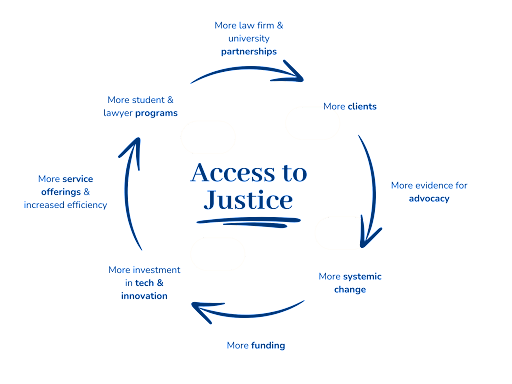 More law firm &
university
partnerships
More student &
lawyer programs
More clients
More service
offerings &
increased efficiency
Access to
Justice
More evidence for
advocacy
More investment
in tech &
innovation
More systemic
change
More funding